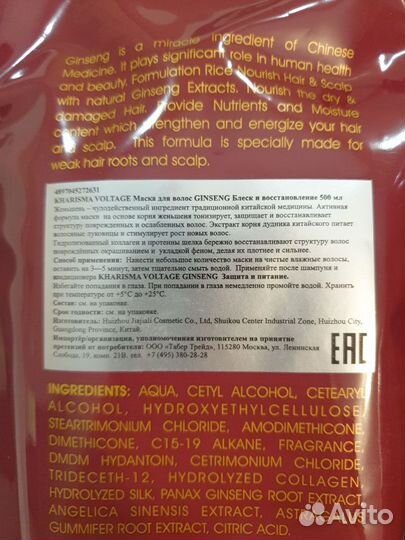 Ginseng is a miracle ingredient of Chinese
Medicine. It plays significant role in human health
and beauty. Formulation Rice Nourish Hair & Scalp
with natural Ginseng Extracts. Nourish the dry &
damaged Hair. Provide Nutrients and Moisture
content which strengthen and energize your hair
and scalp. This formula is specially made for
weak hair roots and scalp.
4897045272631
KHARISMA VOLTAGE Маска для волос GINSENG Блеск и восстановление 500 мл
Женьшень – чудодейственный ингредиент традиционной китайской медицины. Активная
формула маски на основе корня женьшеня тонизирует, защищает и восстанавливает
структуру поврежденных и ослабленных волос. Экстракт корня дудника китайского питает
волосяные луковицы и стимулирует рост новых волос.
Гидролизованный коллаген и протеины шелка бережно восстанавливают структуру волос
поврежденных окрашиванием, делая их гладкими и сильными.
Способ применения: Нанести небольшое количество маски на чистые влажные волосы,
оставить на 3—5 минут, затем тщательно смыть водой. Применяйте после шампуня и
кондиционера KHARISMA VOLTAGE GINSENG Защита и питание.
Избегайте попадания в глаза. При попадании в глаза немедленно промойте водой. Хранить
при температуре от +5°С до +25°С.
Состав: см. на упаковке.
Срок годности: см. на упаковке.
Изготовитель: Huizhou Jiajiali Cosmetic Co., Ltd, Shuikou Center Industrial Zone, Huizhou City,
Guangdong Province, Китай.
Импортёр/организация, уполномоченная изготовителем на принятие
претензий от потребителя: ООО «Табер Трейд», 115280 Москва, ул. Ленинская
Слобода, 19, комн. 21В. тел. +7 (495) 380-28-28
EAC
INGREDIENTS: AQUA, CETYL ALCOHOL, CETEARYL
ALCOHOL, HYDROXYETHYLCELLULOSE,
STEARTRIMONIUM CHLORIDE, AMODIMETHICONE,
DIMETHICONE, C15-19 ALKANE, FRAGRANCE,
DMDM HYDANTOIN, CETRIMONIUM CHLORIDE,
TRIDECETH-12, HYDROLYZED COLLAGEN,
HYDROLYZED SILK, PANAX GINSENG ROOT EXTRACT,
ANGELICA SINENSIS EXTRACT, ASTRAGALUS
GUMMIFER ROOT EXTRACT, CITRIC ACID.
Avito